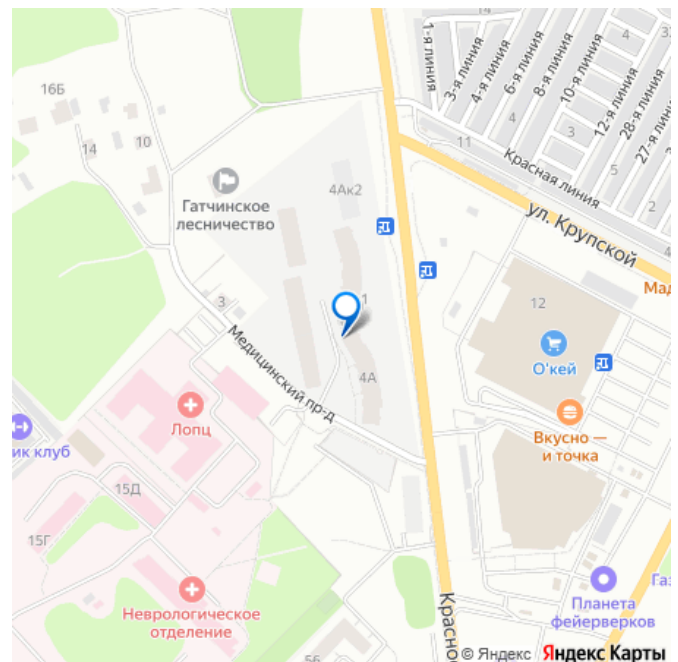 14
1-я линия
3-я линия
4-я линия
6-я линия
8-я линия
10-я линия
12-я линия
28-я линия
27-я линия
4
3
5
2
4
16Б
14
10
11
Красная линия
ул. Крупской
Гатчинское
лесничество
4Ак2
3
1
4А
12
О'кей
Мад
Вкусно —
и точка
Медицинский пр-д
Лопц
ик клуб
15Д
15Г
Неврологическое
отделение
5Б
Планета
фейерверков
Газ
Красно
© Яндекс Яндекс Карты